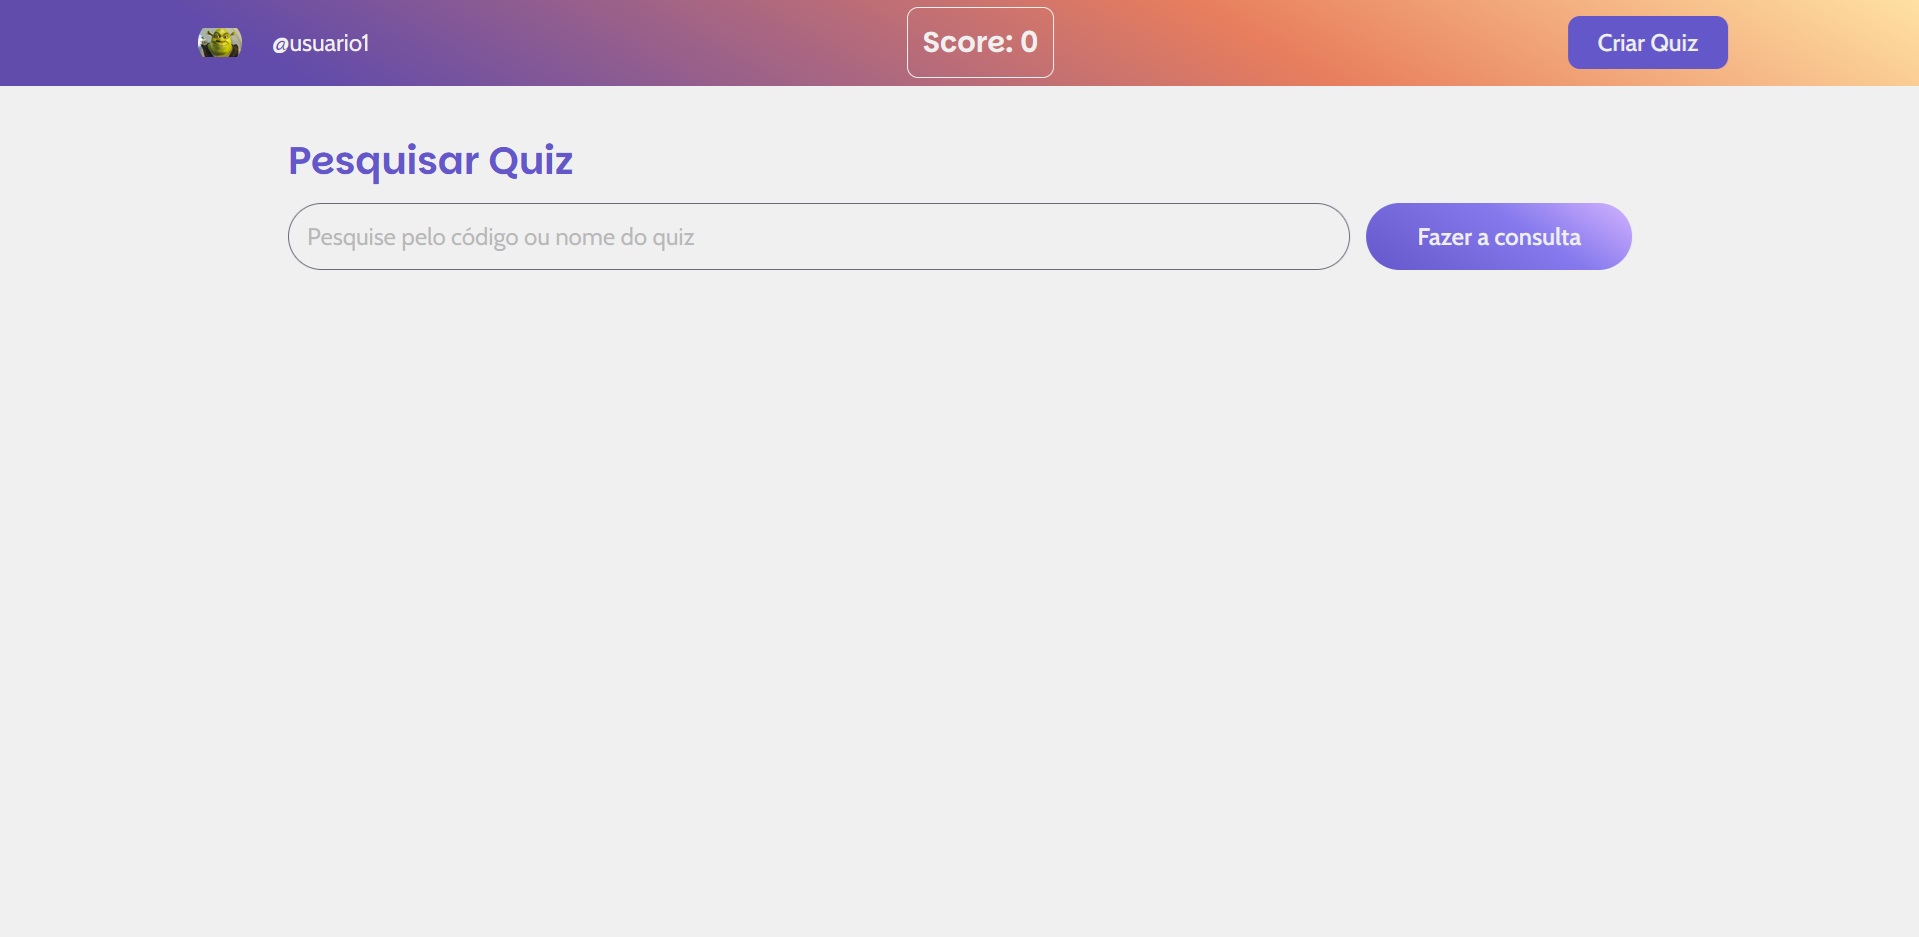 @usuario1
Score: 0
Criar Quiz
Pesquisar Quiz
Pesquise pelo código ou nome do quiz
Fazer a consulta